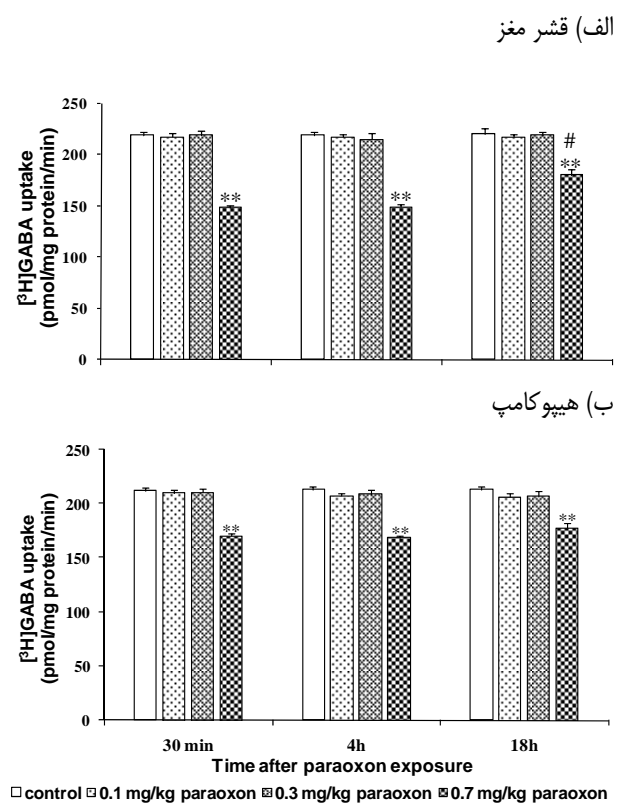 الف) قشر مغز
250
200
150
100
50
0
[³H]GABA uptake
(pmol/mg protein/min)
**
**
#
**
ب) هیپوکامپ
250
200
150
100
50
0
[³H]GABA uptake
(pmol/mg protein/min)
**
**
**
30 min 4h 18h
Time after paraoxon exposure
control 0.1 mg/kg paraoxon 0.3 mg/kg paraoxon 0.7 mg/kg paraoxon